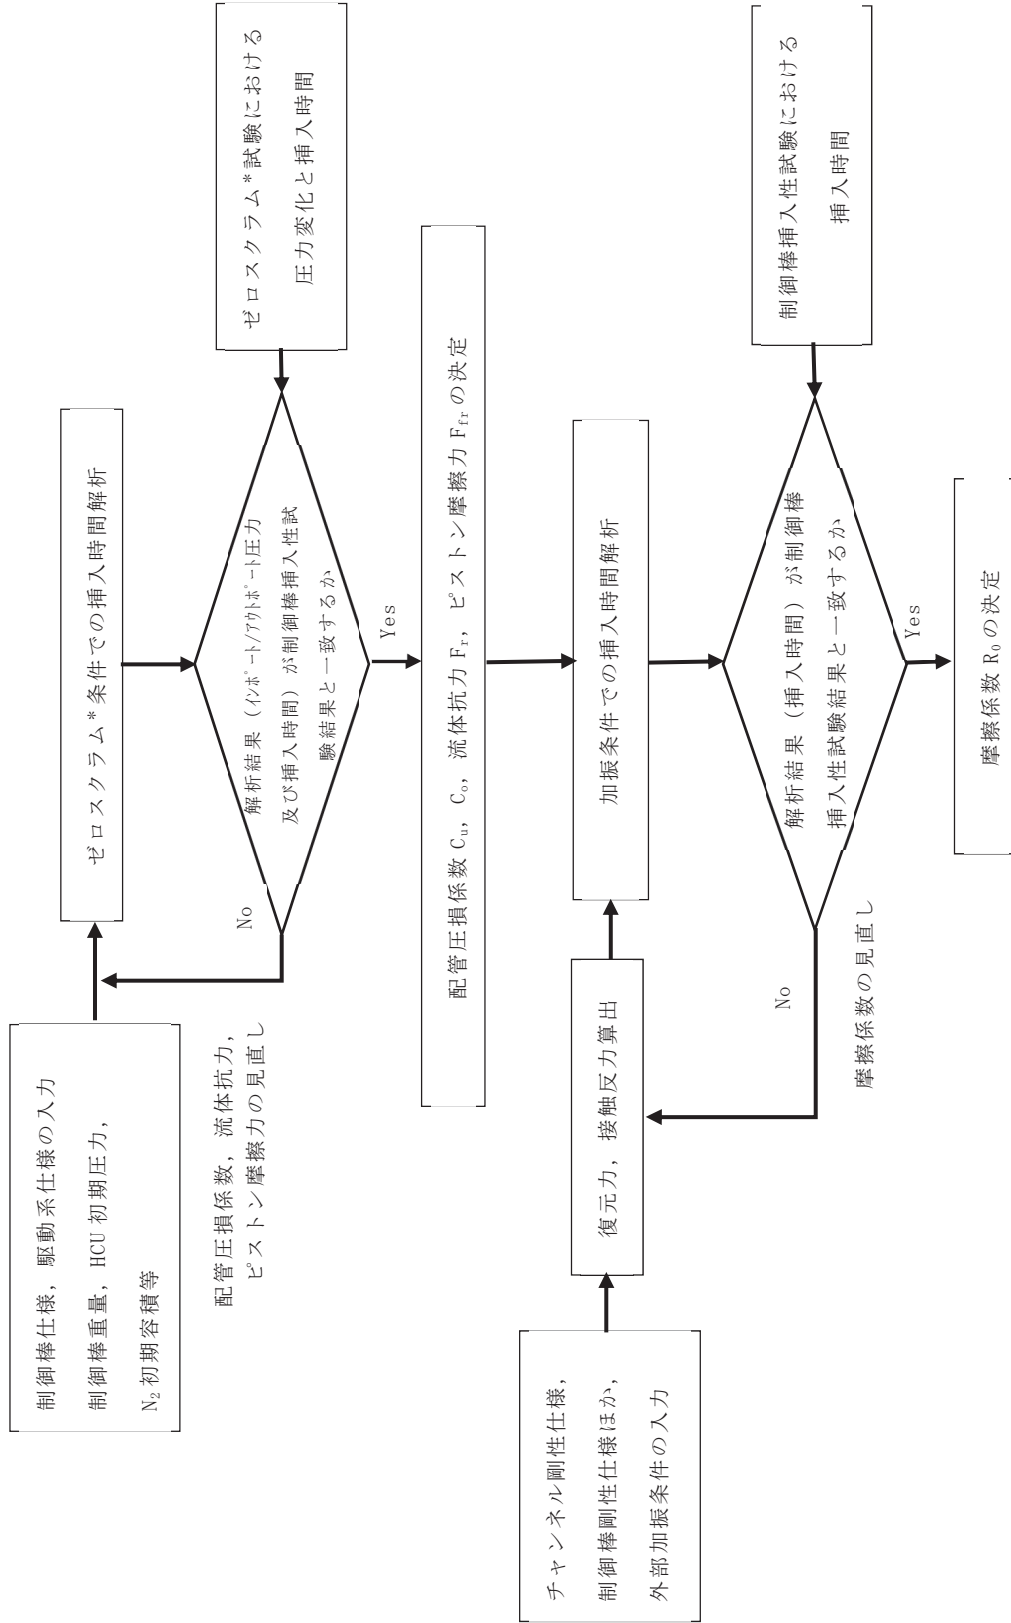 制御棒仕様，駆動系仕様の入力
制御棒重量，HCU 初期圧力，
N₂初期容積等
ゼロスクラム*条件での挿入時間解析
ゼロスクラム*試験における
圧力変化と挿入時間
解析結果（インポート/アウトポート圧力
及び挿入時間）が制御棒挿入性試
験結果と一致するか
No
配管圧損係数，流体抗力，
ピストン摩擦力の見直し
Yes
配管圧損係数 Cᵤ，Cₒ，流体抗力 Fᵣ，ピストン摩擦力 F_fr の決定
チャンネル剛性仕様，
制御棒剛性仕様ほか，
外部加振条件の入力
復元力，接触反力算出
加振条件での挿入時間解析
制御棒挿入性試験における
挿入時間
解析結果（挿入時間）が制御棒
挿入性試験結果と一致するか
No
摩擦係数の見直し
Yes
摩擦係数 R₀ の決定